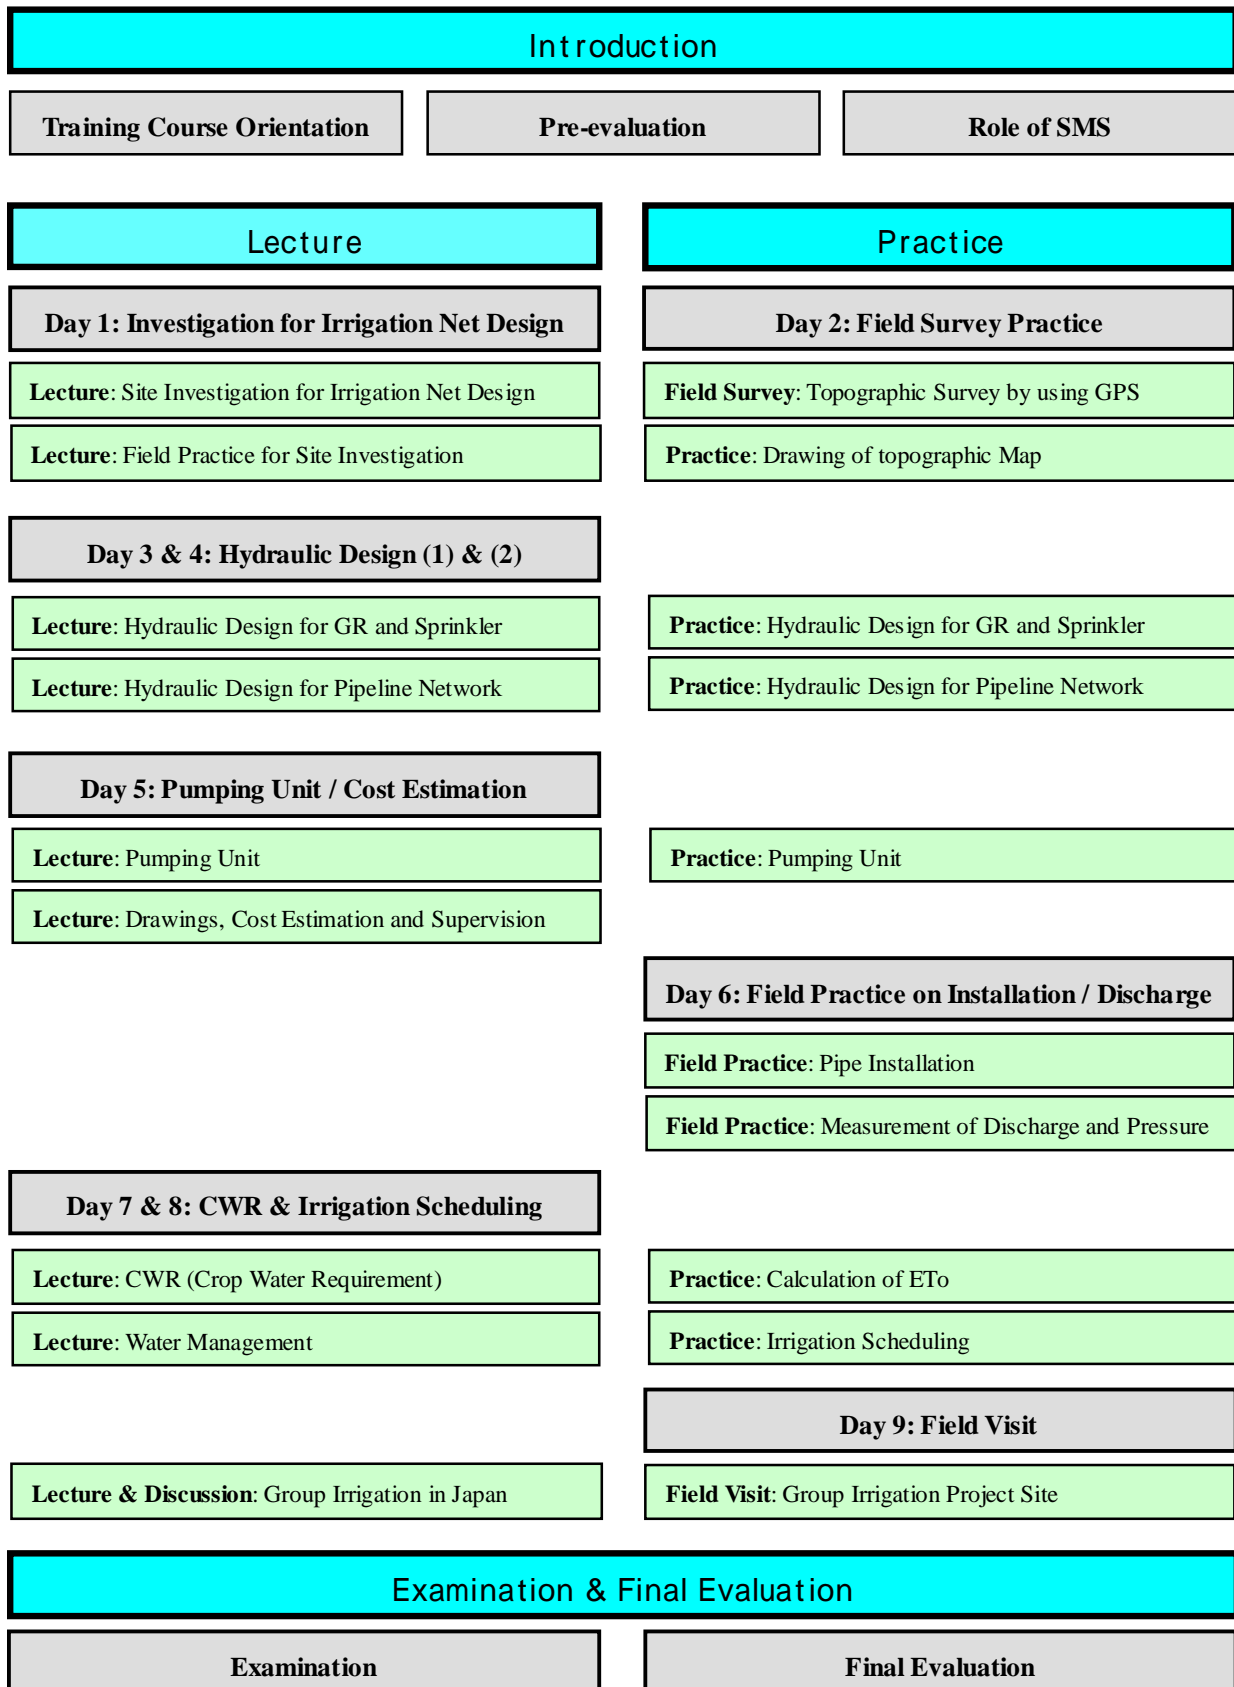 Introduction
Training Course Orientation
Pre-evaluation
Role of SMS
Lecture
Practice
Day 1: Investigation for Irrigation Net Design
Day 2: Field Survey Practice
Lecture: Site Investigation for Irrigation Net Design
Field Survey: Topographic Survey by using GPS
Lecture: Field Practice for Site Investigation
Practice: Drawing of topographic Map
Day 3 & 4: Hydraulic Design (1) & (2)
Lecture: Hydraulic Design for GR and Sprinkler
Practice: Hydraulic Design for GR and Sprinkler
Lecture: Hydraulic Design for Pipeline Network
Practice: Hydraulic Design for Pipeline Network
Day 5: Pumping Unit / Cost Estimation
Lecture: Pumping Unit
Practice: Pumping Unit
Lecture: Drawings, Cost Estimation and Supervision
Day 6: Field Practice on Installation / Discharge
Field Practice: Pipe Installation
Field Practice: Measurement of Discharge and Pressure
Day 7 & 8: CWR & Irrigation Scheduling
Lecture: CWR (Crop Water Requirement)
Practice: Calculation of ETo
Lecture: Water Management
Practice: Irrigation Scheduling
Day 9: Field Visit
Lecture & Discussion: Group Irrigation in Japan
Field Visit: Group Irrigation Project Site
Examination & Final Evaluation
Examination
Final Evaluation